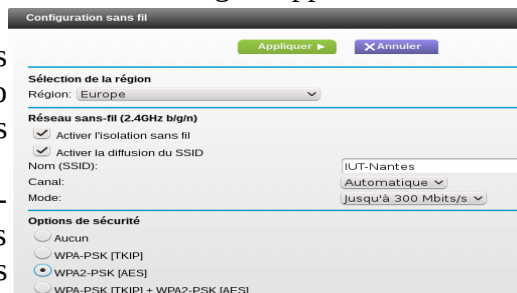 Configuration sans fil
Appliquer ▶ ✕ Annuler
s
Sélection de la région
Région: Europe
s
Réseau sans-fil (2.4GHz b/g/n)
Activer l'isolation sans fil
Activer la diffusion du SSID
Nom (SSID): IUT-Nantes
Canal: Automatique
Mode: Jusqu'à 300 Mbits/s
-
Options de sécurité
s
Aucun
WPA-PSK [TKIP]
s
WPA2-PSK [AES]
WPA-PSK [TKIP] + WPA2-PSK [AES]